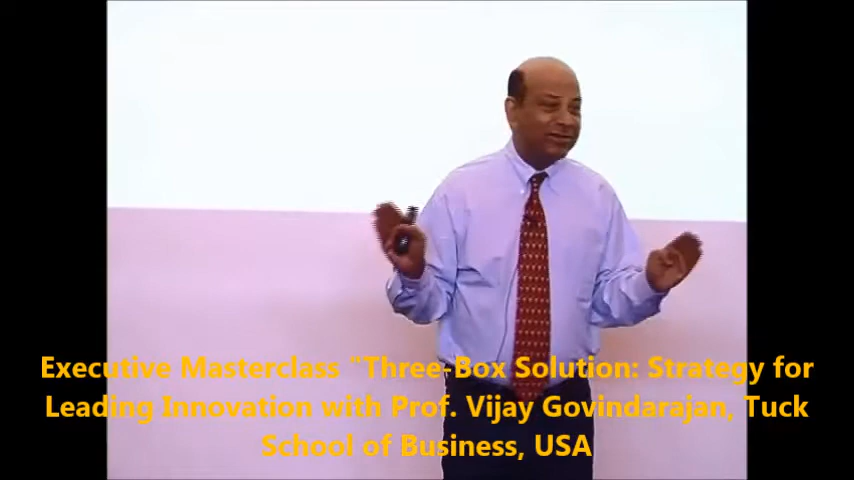 Executive Masterclass "Three-Box Solution: Strategy for
Leading Innovation with Prof. Vijay Govindarajan, Tuck
School of Business, USA